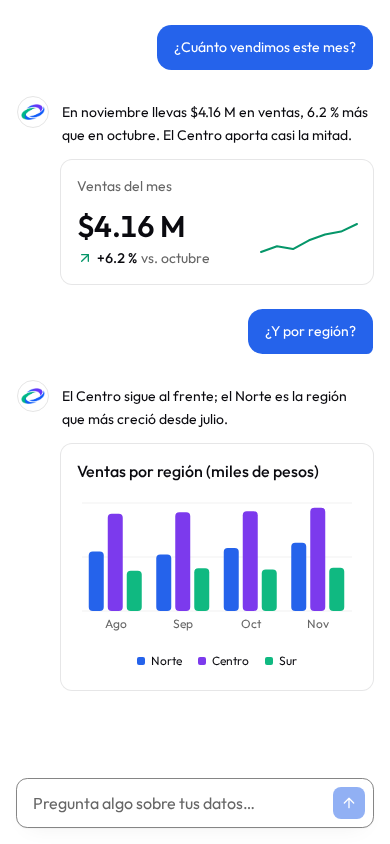 ¿Cuánto vendimos este mes?
En noviembre llevas $4.16 M en ventas, 6.2 % más
que en octubre. El Centro aporta casi la mitad.
Ventas del mes
$4.16 M
+6.2 % vs. octubre
¿Y por región?
El Centro sigue al frente; el Norte es la región
que más creció desde julio.
Ventas por región (miles de pesos)
Ago Sep Oct Nov
Norte Centro Sur
Pregunta algo sobre tus datos...